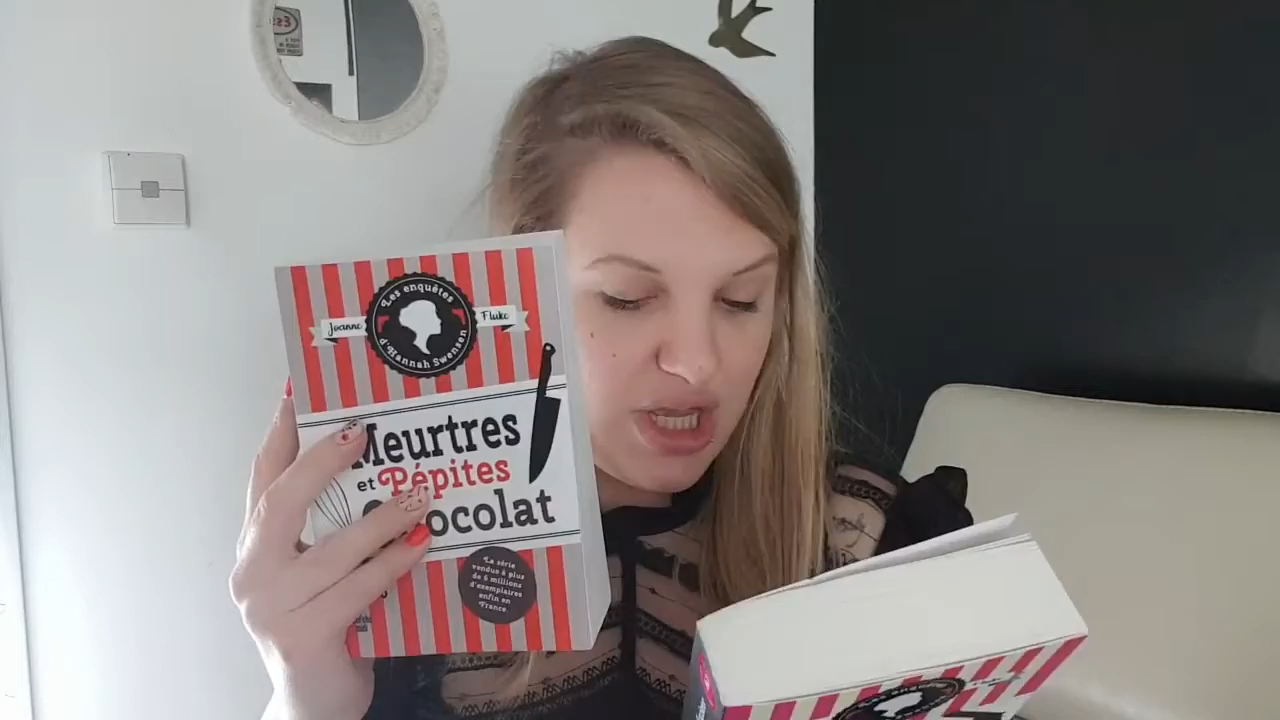 Les enquêtes
Joanne Fluke
d'Hannah Swensen
Meurtres
et Pépites
ocolat
La série
vendue à plus
de 6 millions
d'exemplaires
enfin en
France.